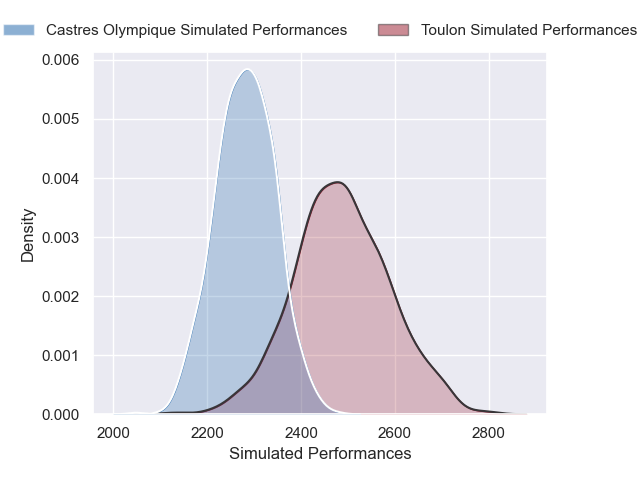 Castres Olympique Simulated Performances Toulon Simulated Performances
0.006
0.005
0.004
0.003
0.002
0.001
0.000
Density
2000 2200 2400 2600 2800
Simulated Performances